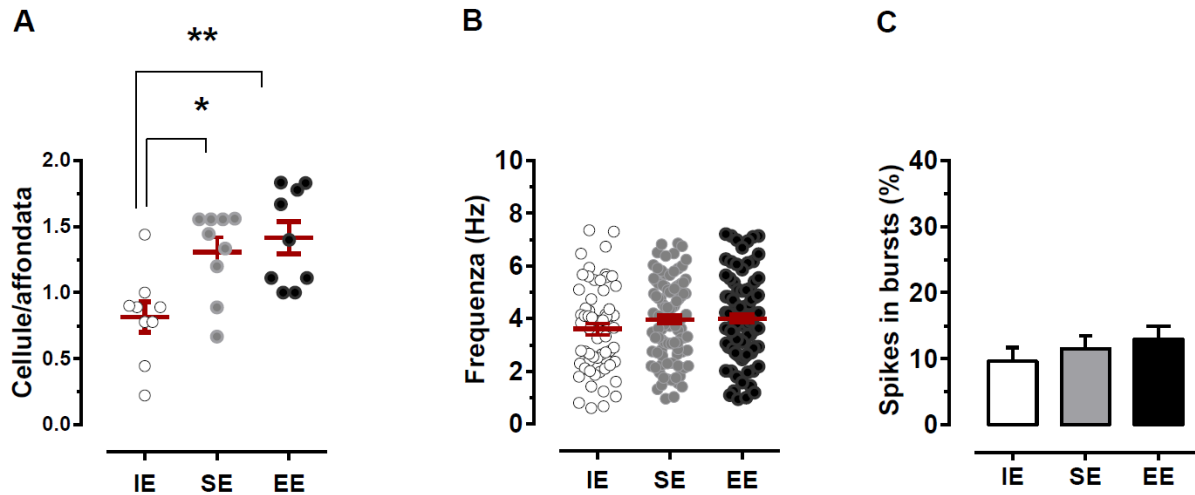 A
**
*
Cellule/affondata
2.0
1.5
1.0
0.5
0.0
IE SE EE
B
Frequenza (Hz)
10
8
6
4
2
0
IE SE EE
C
Spikes in bursts (%)
40
30
20
10
0
IE SE EE